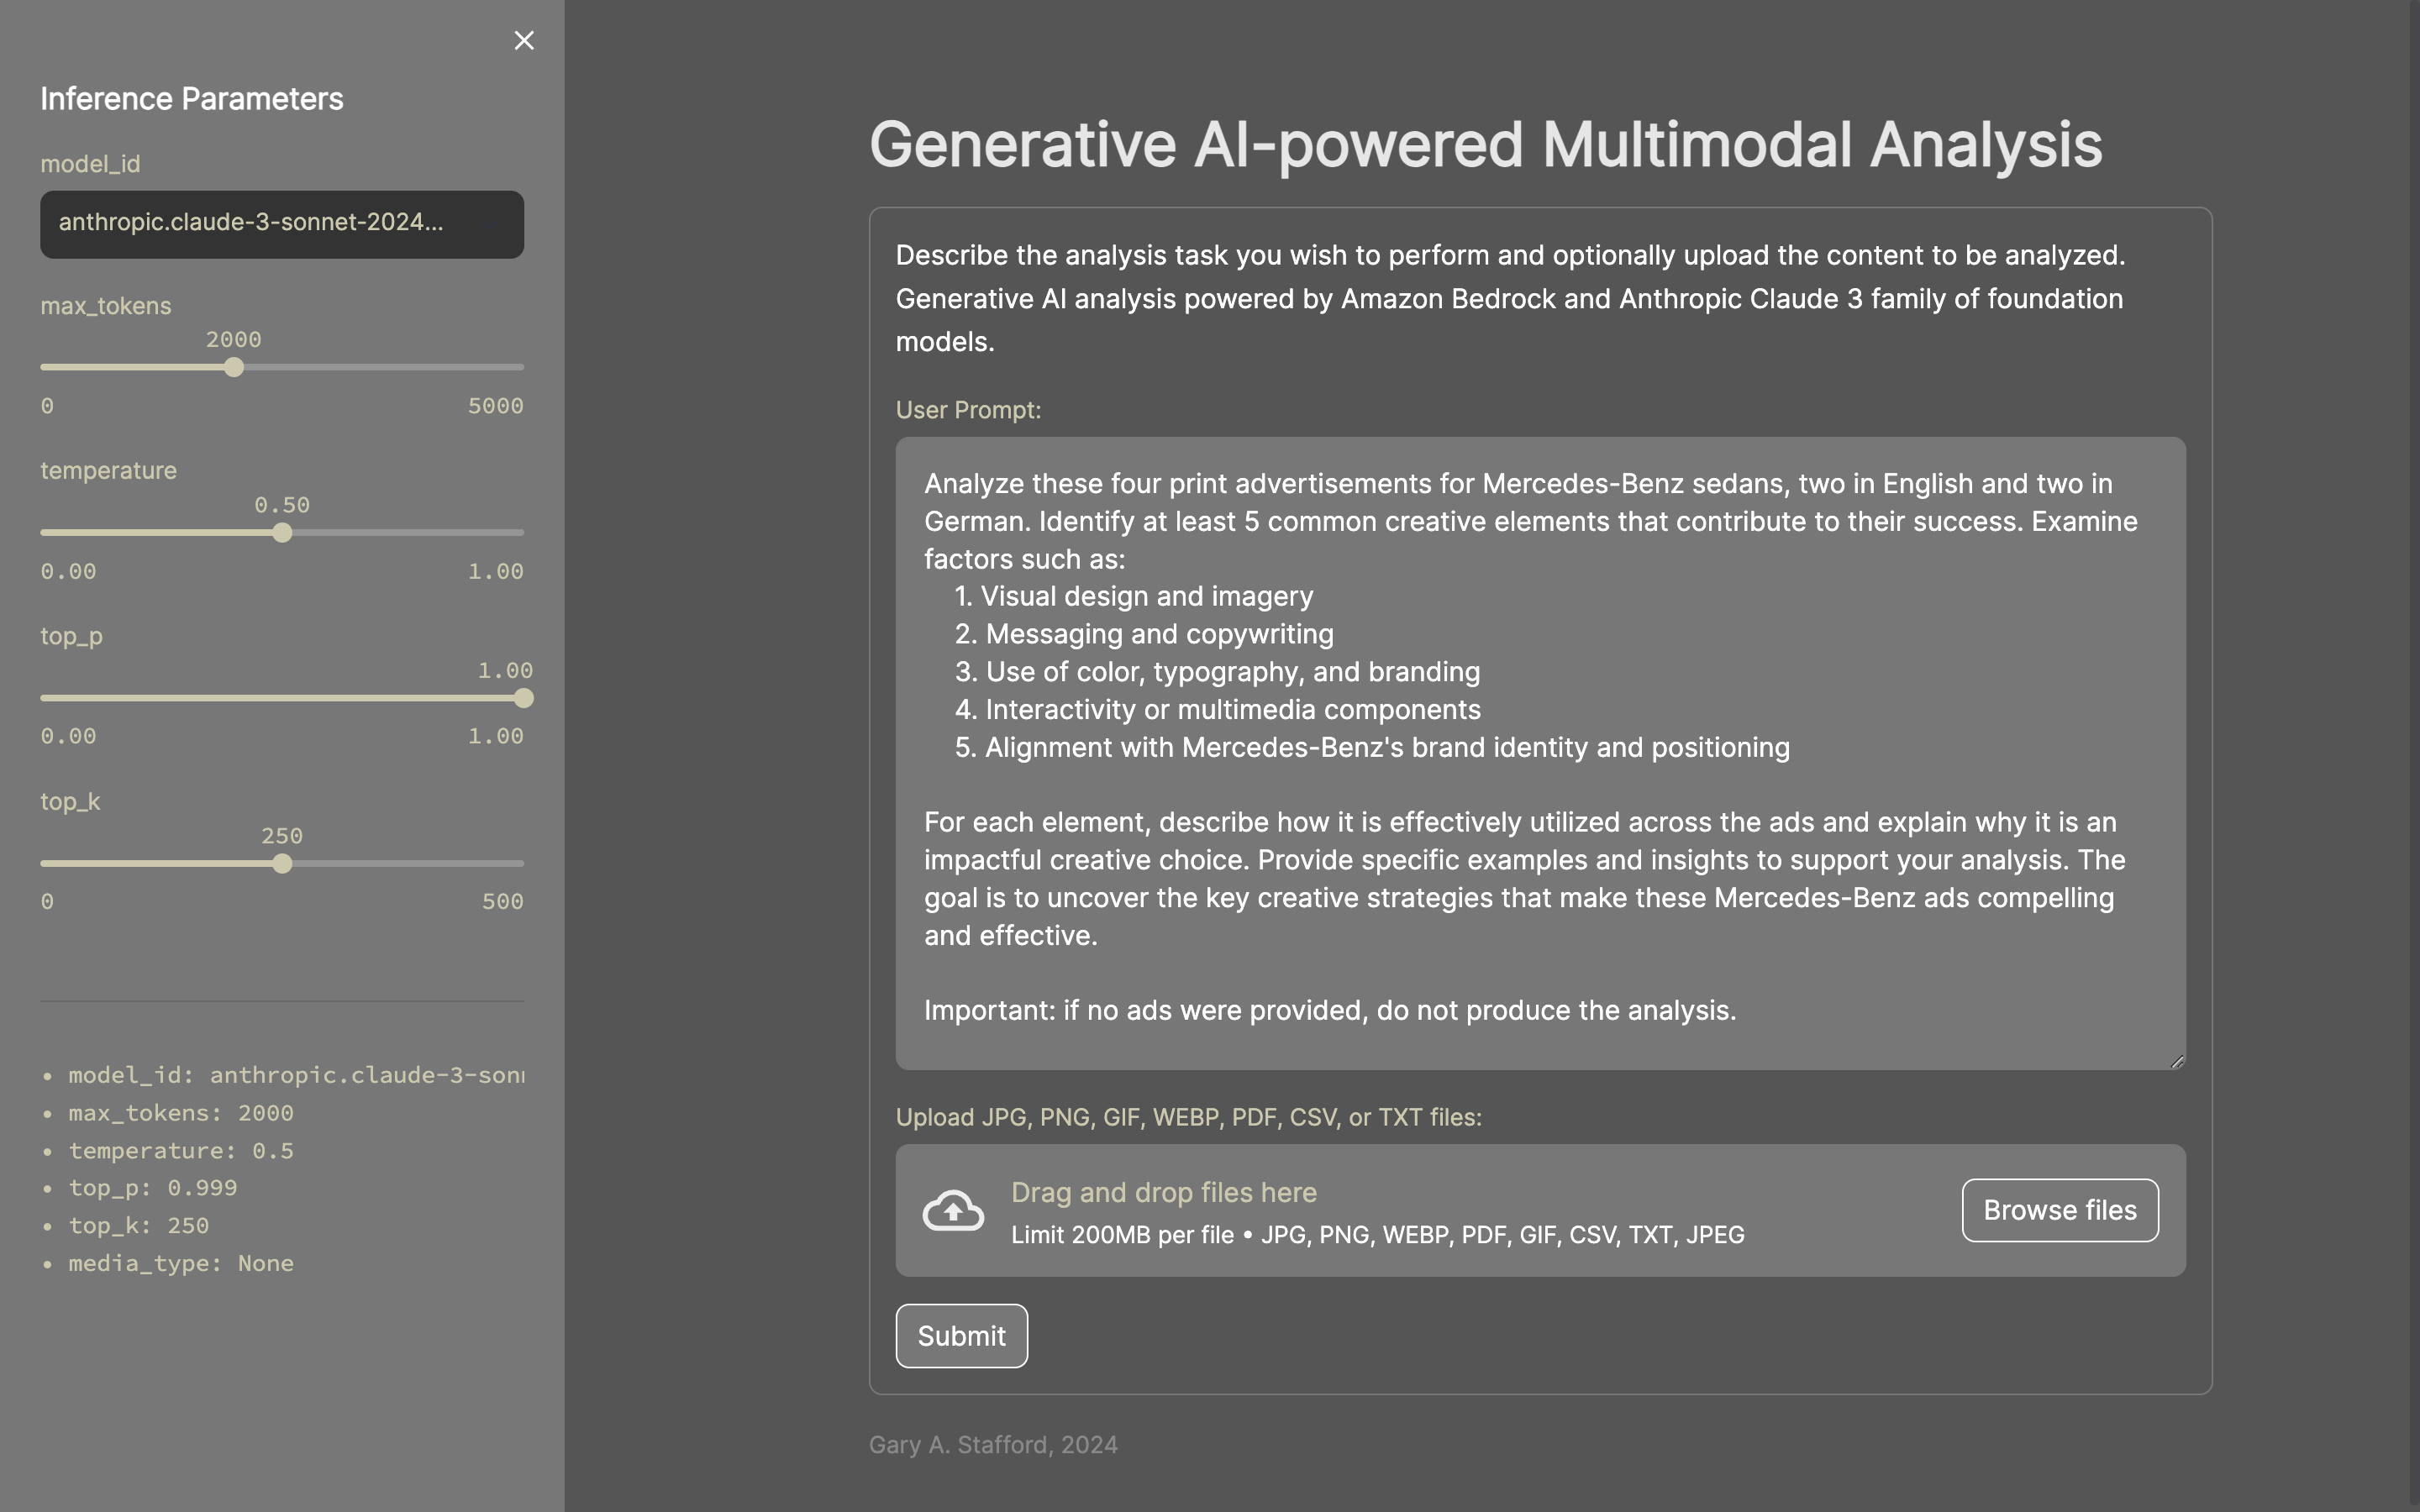 Inference Parameters
model_id
anthropic.claude-3-sonnet-2024...
max_tokens
2000
0 5000
temperature
0.50
0.00 1.00
top_p
1.00
0.00 1.00
top_k
250
0 500
• model_id: anthropic.claude-3-sonn
• max_tokens: 2000
• temperature: 0.5
• top_p: 0.999
• top_k: 250
• media_type: None
Generative AI-powered Multimodal Analysis
Describe the analysis task you wish to perform and optionally upload the content to be analyzed.
Generative AI analysis powered by Amazon Bedrock and Anthropic Claude 3 family of foundation
models.
User Prompt:
Analyze these four print advertisements for Mercedes-Benz sedans, two in English and two in
German. Identify at least 5 common creative elements that contribute to their success. Examine
factors such as:
1. Visual design and imagery
2. Messaging and copywriting
3. Use of color, typography, and branding
4. Interactivity or multimedia components
5. Alignment with Mercedes-Benz's brand identity and positioning
For each element, describe how it is effectively utilized across the ads and explain why it is an
impactful creative choice. Provide specific examples and insights to support your analysis. The
goal is to uncover the key creative strategies that make these Mercedes-Benz ads compelling
and effective.
Important: if no ads were provided, do not produce the analysis.
Upload JPG, PNG, GIF, WEBP, PDF, CSV, or TXT files:
Drag and drop files here
Limit 200MB per file • JPG, PNG, WEBP, PDF, GIF, CSV, TXT, JPEG
Browse files
Submit
Gary A. Stafford, 2024